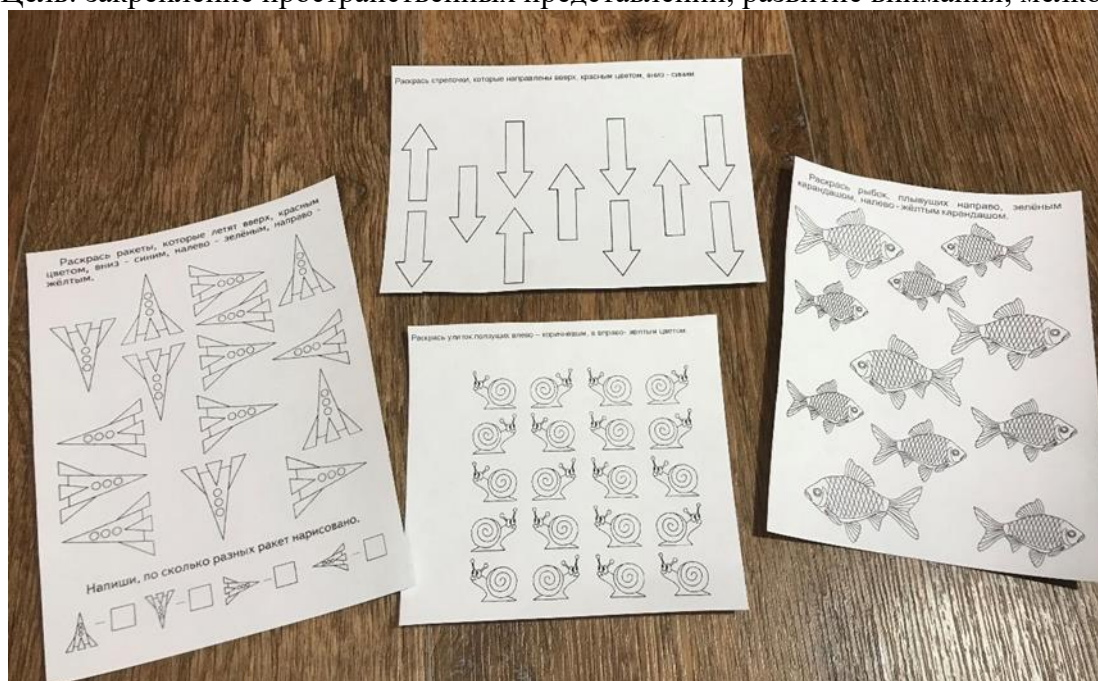 Цель: закрепление пространственных представлений, развитие внимания, мелко
Раскрась стрелочки, которые направлены вверх, красным цветом, вниз - синим.
Раскрась ракеты, которые летят вверх, красным
цветом, вниз - синим, налево - зелёным, направо -
жёлтым.
Напиши, по сколько разных ракет нарисовано.
Раскрась улиток ползущих влево – коричневым, а вправо- желтым цветом.
Раскрась рыбок, плывущих направо, зелёным
карандашом, налево - жёлтым карандашом.